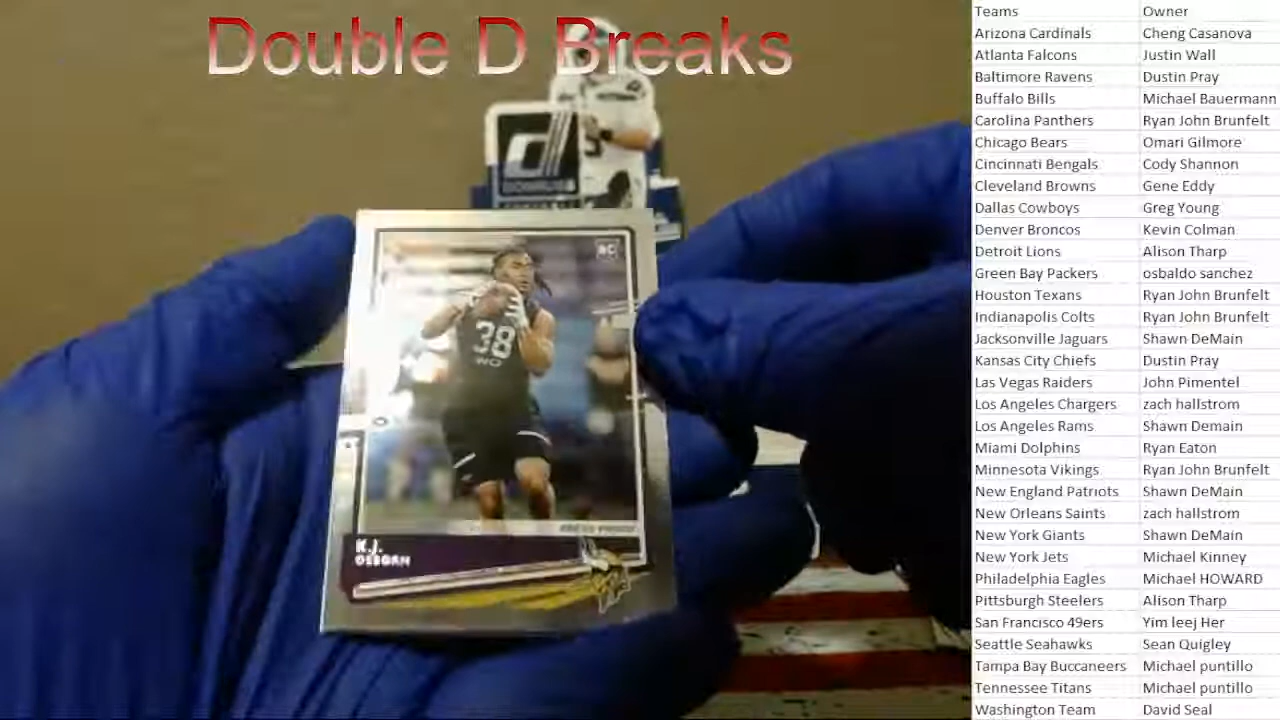 Double D Breaks
DONRUSS
RC
38
WO
PRESS PROOF
K.J.
OSBORN
Teams Owner
Arizona Cardinals Cheng Casanova
Atlanta Falcons Justin Wall
Baltimore Ravens Dustin Pray
Buffalo Bills Michael Bauermann
Carolina Panthers Ryan John Brunfelt
Chicago Bears Omari Gilmore
Cincinnati Bengals Cody Shannon
Cleveland Browns Gene Eddy
Dallas Cowboys Greg Young
Denver Broncos Kevin Colman
Detroit Lions Alison Tharp
Green Bay Packers osbaldo sanchez
Houston Texans Ryan John Brunfelt
Indianapolis Colts Ryan John Brunfelt
Jacksonville Jaguars Shawn DeMain
Kansas City Chiefs Dustin Pray
Las Vegas Raiders John Pimentel
Los Angeles Chargers zach hallstrom
Los Angeles Rams Shawn Demain
Miami Dolphins Ryan Eaton
Minnesota Vikings Ryan John Brunfelt
New England Patriots Shawn DeMain
New Orleans Saints zach hallstrom
New York Giants Shawn DeMain
New York Jets Michael Kinney
Philadelphia Eagles Michael HOWARD
Pittsburgh Steelers Alison Tharp
San Francisco 49ers Yim leej Her
Seattle Seahawks Sean Quigley
Tampa Bay Buccaneers Michael puntillo
Tennessee Titans Michael puntillo
Washington Team David Seal